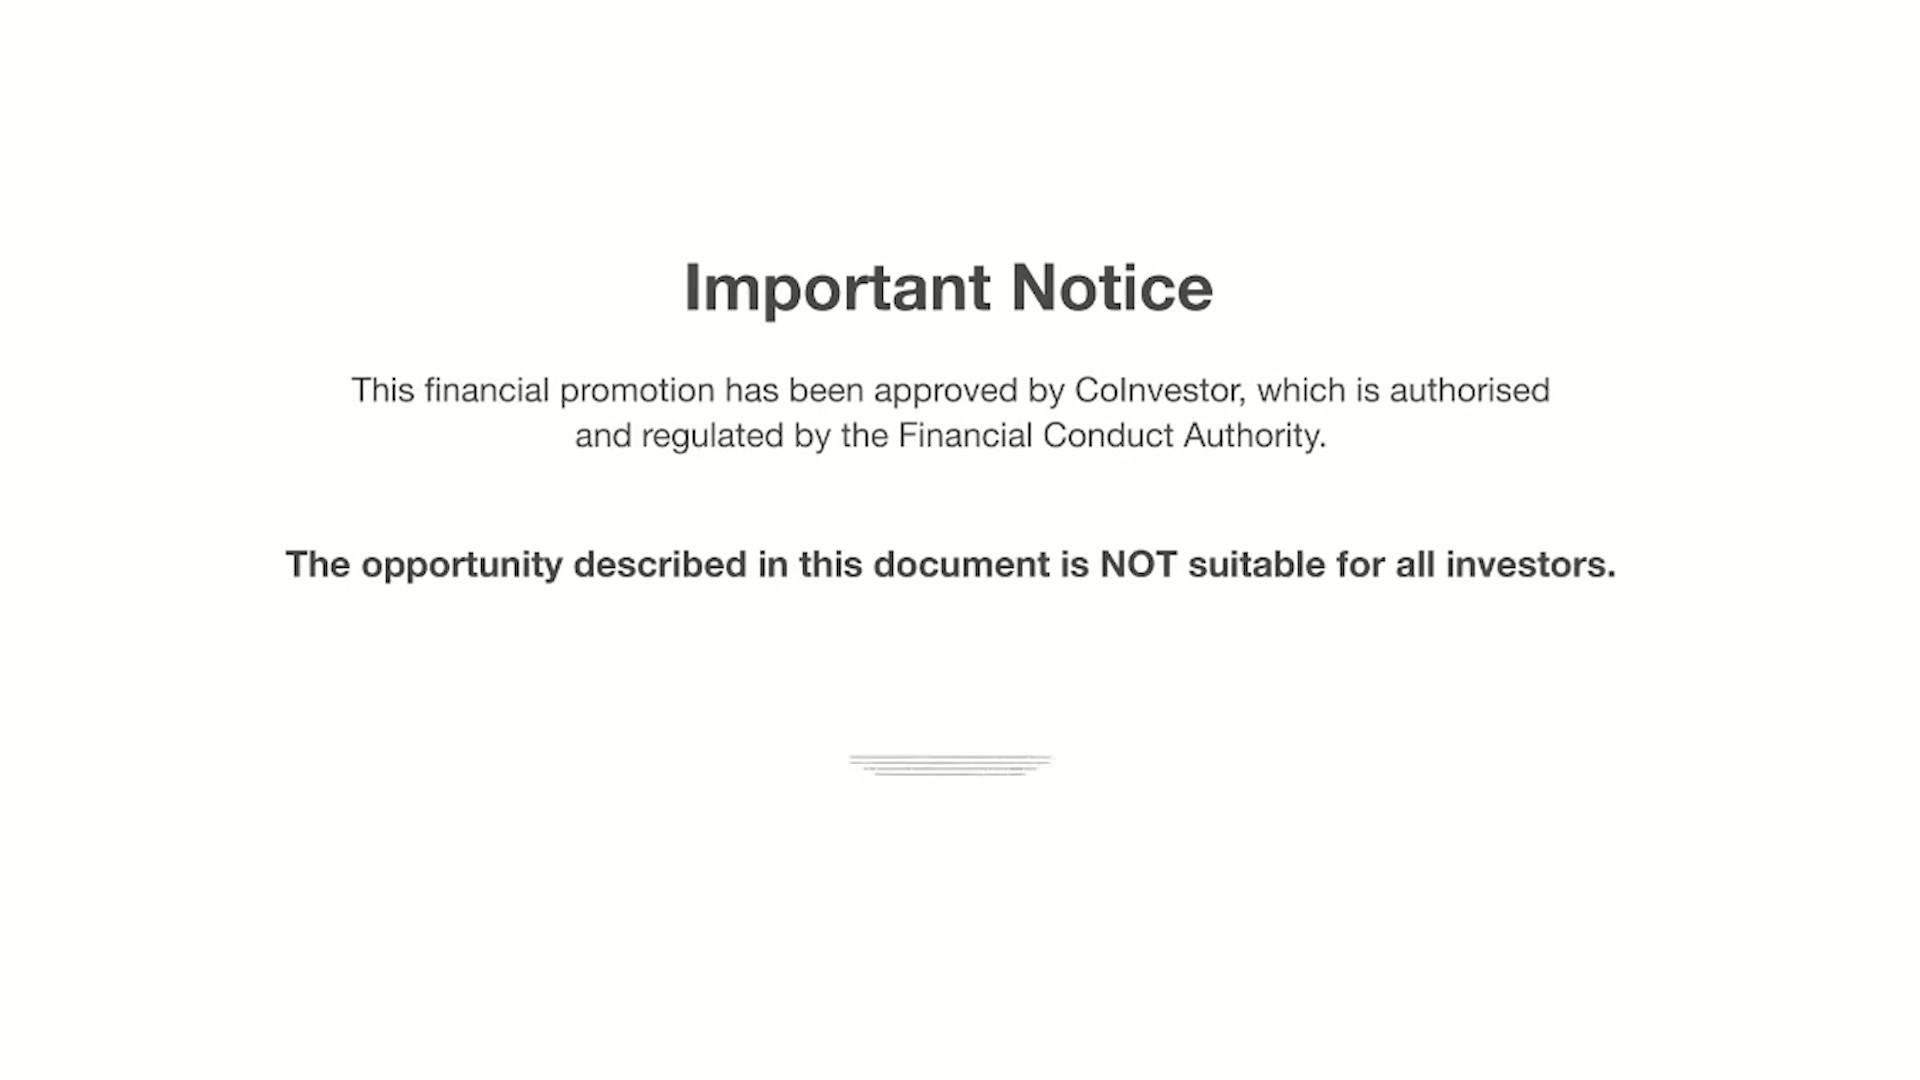 Important Notice
This financial promotion has been approved by CoInvestor, which is authorised
and regulated by the Financial Conduct Authority.
The opportunity described in this document is NOT suitable for all investors.